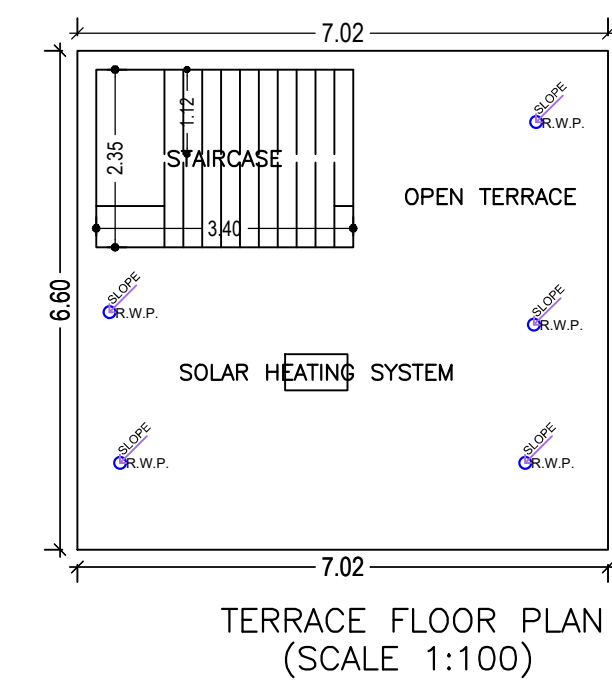 7.02
SLOPE
R.W.P.
1.12
2.35
STAIRCASE
OPEN TERRACE
3.40
SLOPE
R.W.P.
SLOPE
R.W.P.
6.60
SOLAR HEATING SYSTEM
SLOPE
R.W.P.
SLOPE
R.W.P.
7.02
TERRACE FLOOR PLAN
(SCALE 1:100)